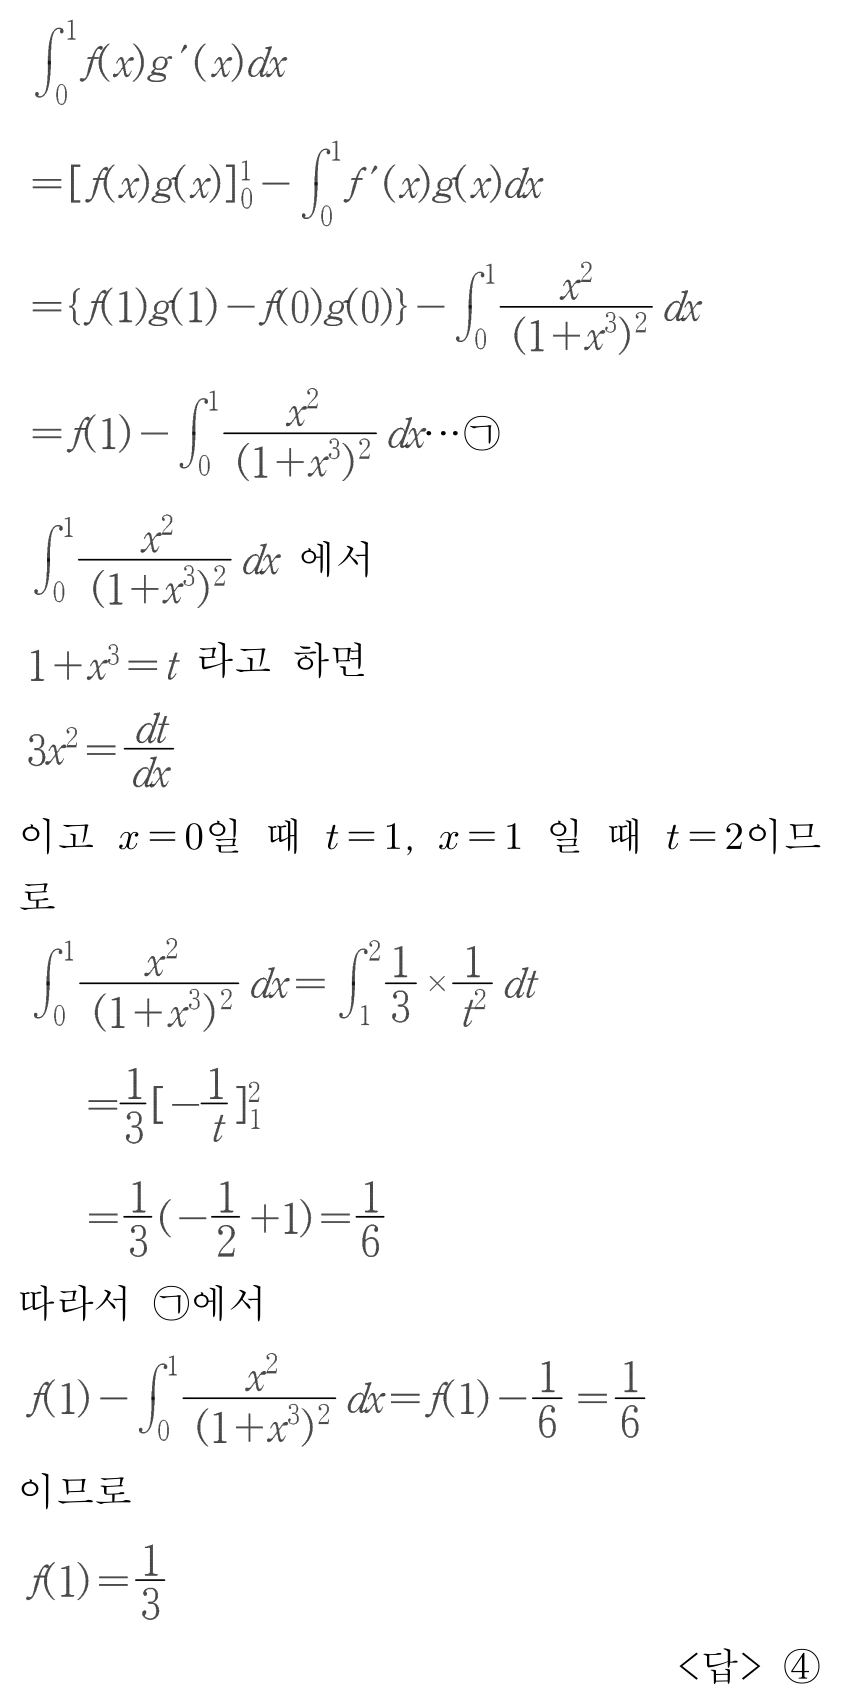 ∫₀¹ f(x)g′(x)dx
=[f(x)g(x)]₀¹ − ∫₀¹ f′(x)g(x)dx
={f(1)g(1)−f(0)g(0)} − ∫₀¹ x²/(1+x³)² dx
=f(1) − ∫₀¹ x²/(1+x³)² dx⋯㉠
∫₀¹ x²/(1+x³)² dx 에서
1+x³=t 라고 하면
3x²=dt/dx
이고 x=0일 때 t=1, x=1 일 때 t=2이므
로
∫₀¹ x²/(1+x³)² dx= ∫₁² 1/3 × 1/t² dt
=1/3[−1/t]₁²
=1/3(−1/2+1)=1/6
따라서 ㉠에서
f(1) − ∫₀¹ x²/(1+x³)² dx=f(1)−1/6=1/6
이므로
f(1)=1/3
<답> ④